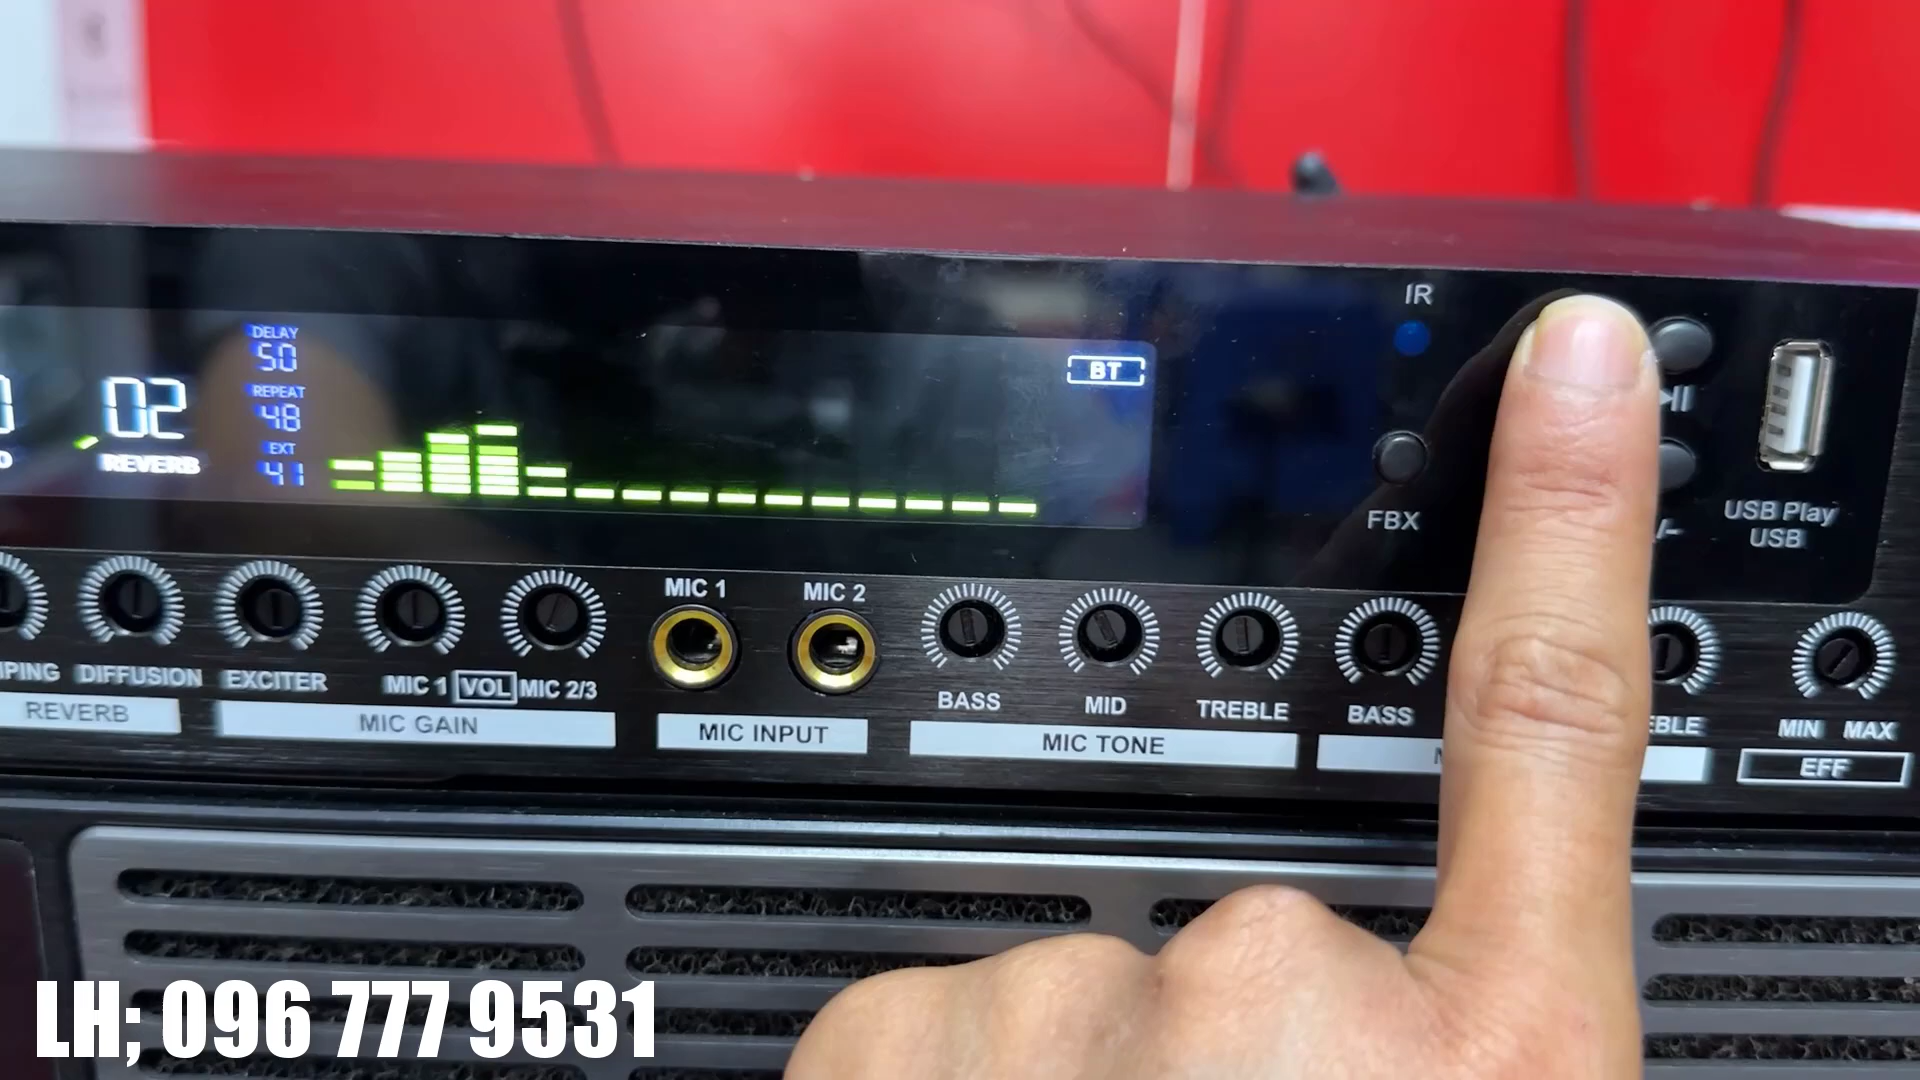 IR
DELAY
50
BT
REPEAT
48
02
REVERB
EXT
41
FBX
USB Play
USB
MIC 1
MIC 2
DIFFUSION
EXCITER
MIC 1 VOL MIC 2/3
BASS
MID
TREBLE
BASS
MIN MAX
REVERB
MIC GAIN
MIC INPUT
MIC TONE
EFF
LH; 096 777 9531